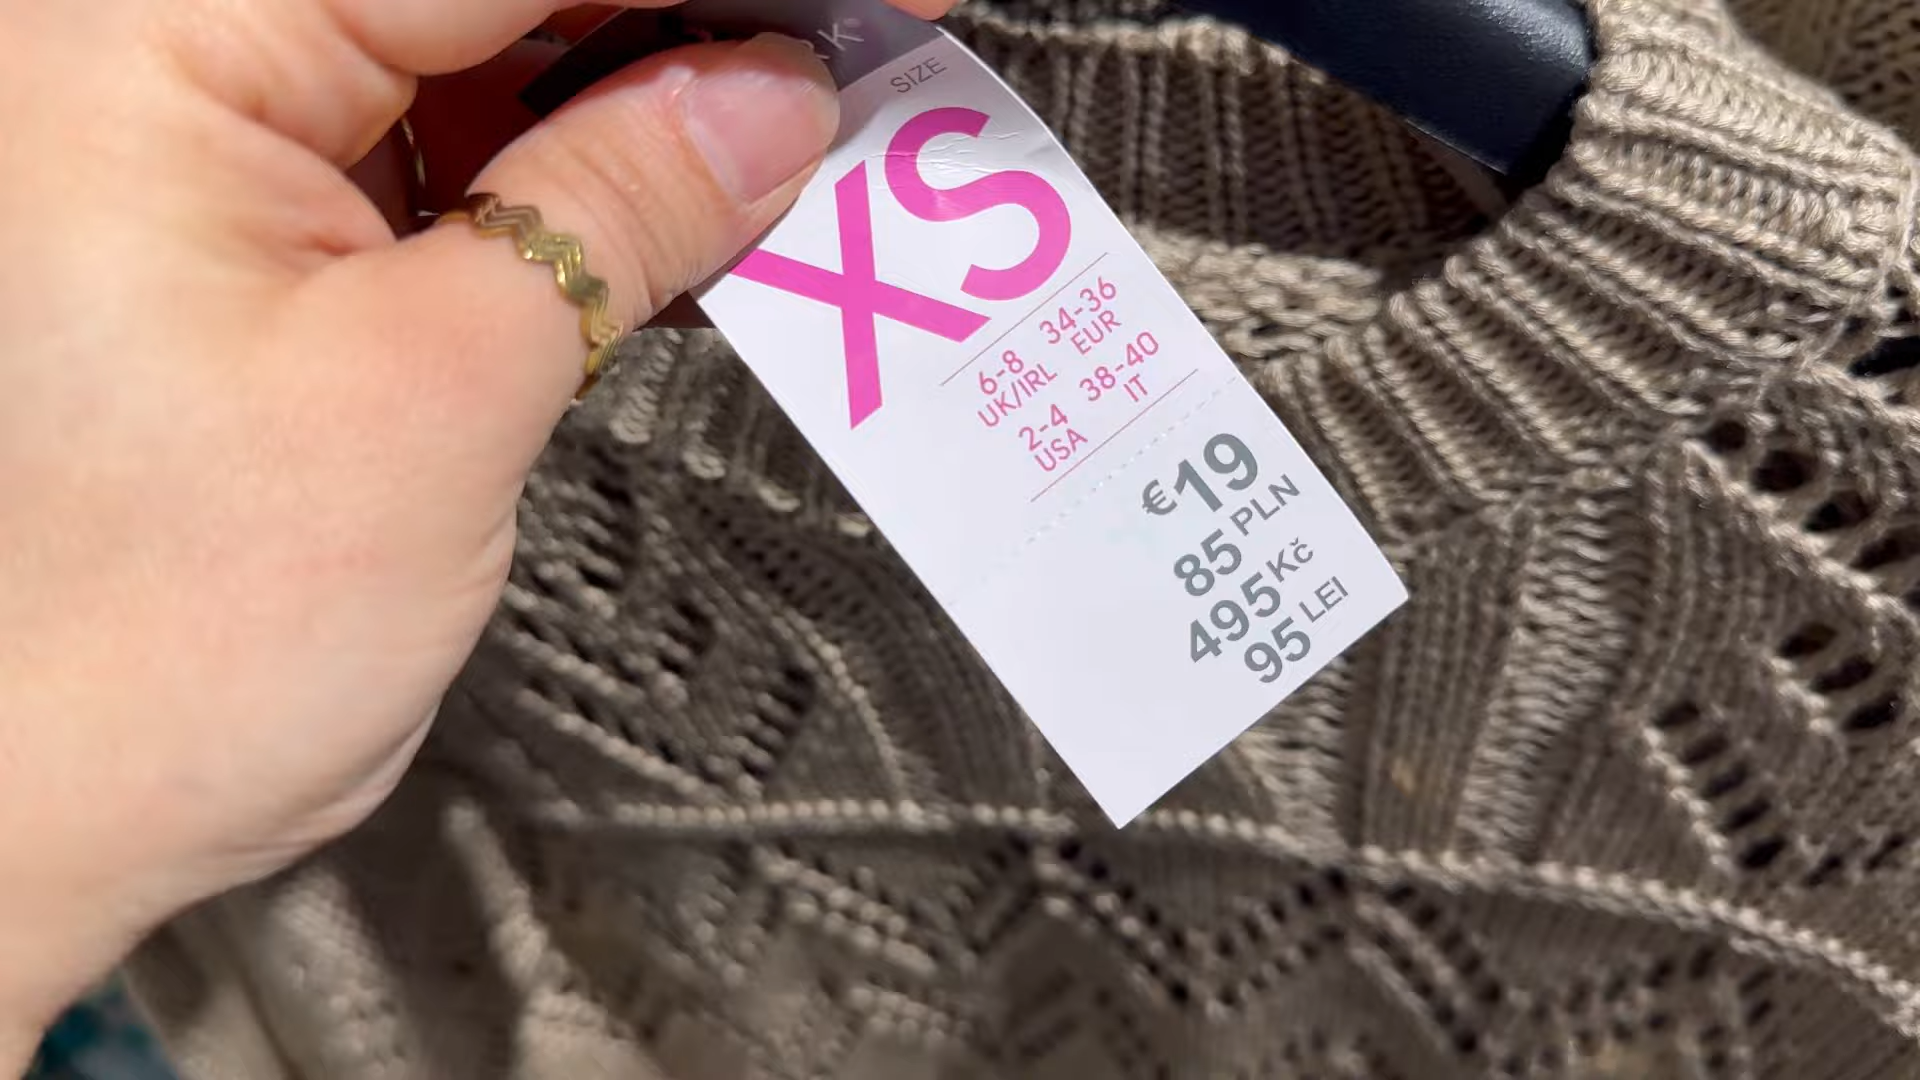 SIZE
XS
6-8 34-36
UK/IRL EUR
2-4 38-40
USA IT
€19
85 PLN
495 Kč
95 LEI